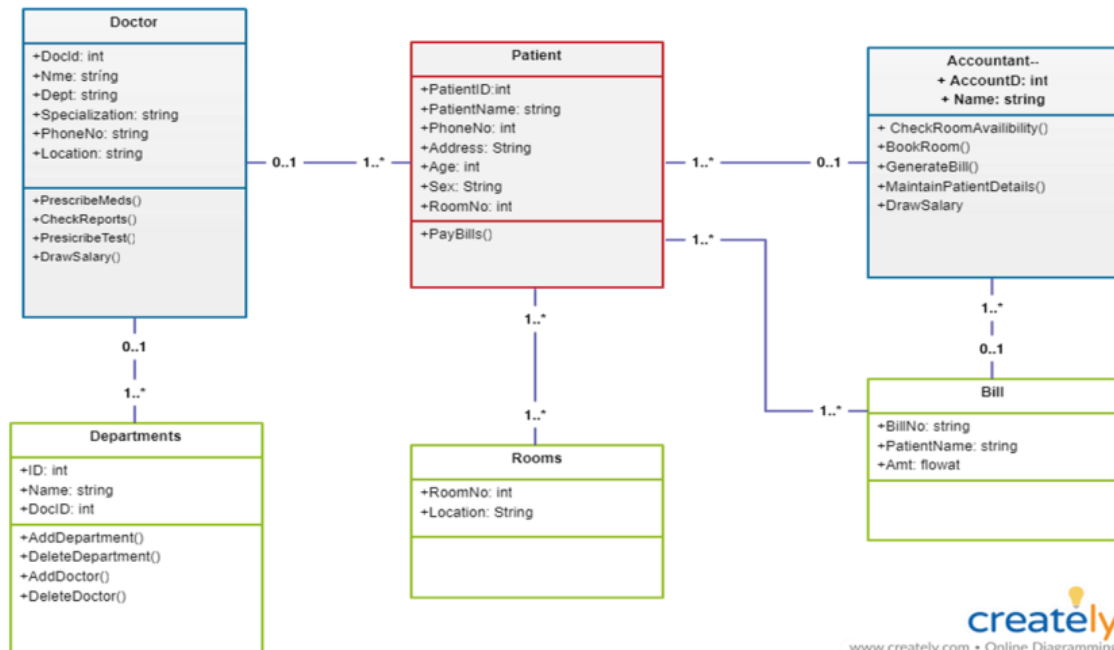 Doctor
+DocId: int
+Nme: string
+Dept: string
+Specialization: string
+PhoneNo: string
+Location: string
+PrescribeMeds()
+CheckReports()
+PresicribeTest()
+DrawSalary()
0..1
1..*
Patient
+PatientID:int
+PatientName: string
+PhoneNo: int
+Address: String
+Age: int
+Sex: String
+RoomNo: int
+PayBills()
1..*
0..1
Accountant--
+ AccountD: int
+ Name: string
+ CheckRoomAvailibility()
+BookRoom()
+GenerateBill()
+MaintainPatientDetails()
+DrawSalary
1..*
1..*
0..1
1..*
1..*
1..*
1..*
0..1
Departments
+ID: int
+Name: string
+DocID: int
+AddDepartment()
+DeleteDepartment()
+AddDoctor()
+DeleteDoctor()
Rooms
+RoomNo: int
+Location: String
Bill
+BillNo: string
+PatientName: string
+Amt: flowat
creately
www.creately.com • Online Diagramming